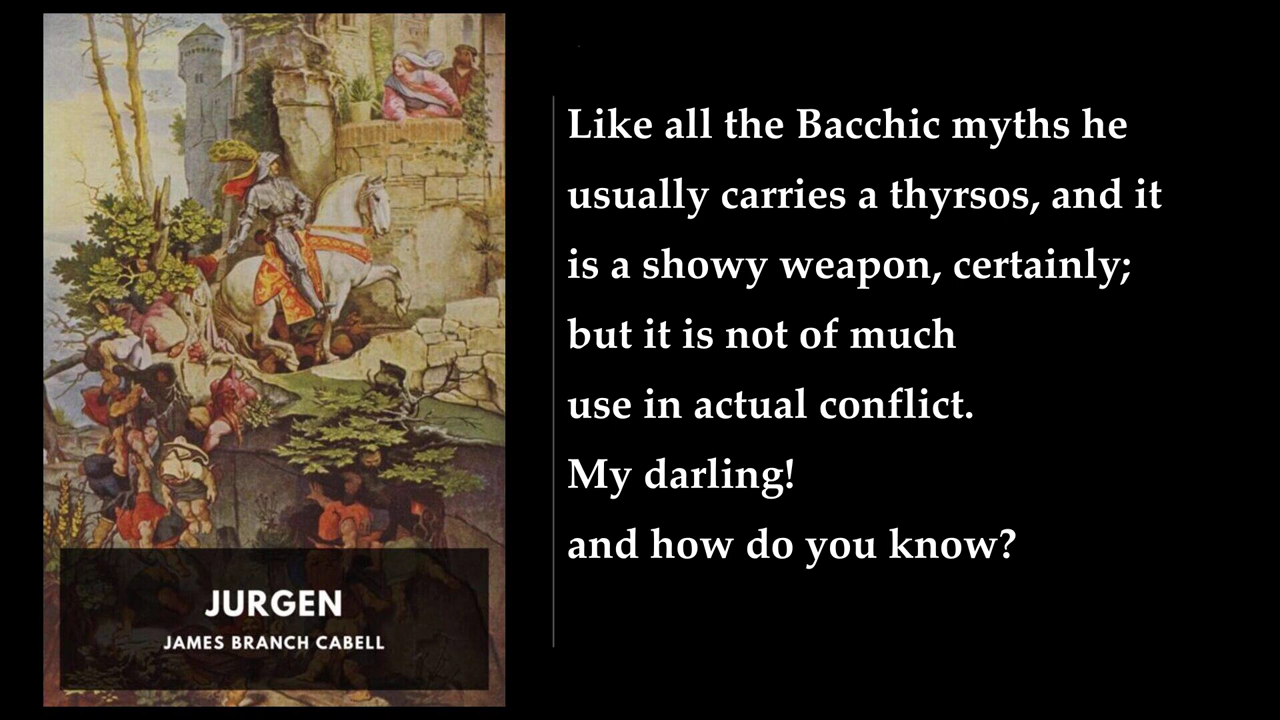 JURGEN
JAMES BRANCH CABELL
Like all the Bacchic myths he
usually carries a thyrsos, and it
is a showy weapon, certainly;
but it is not of much
use in actual conflict.
My darling!
and how do you know?